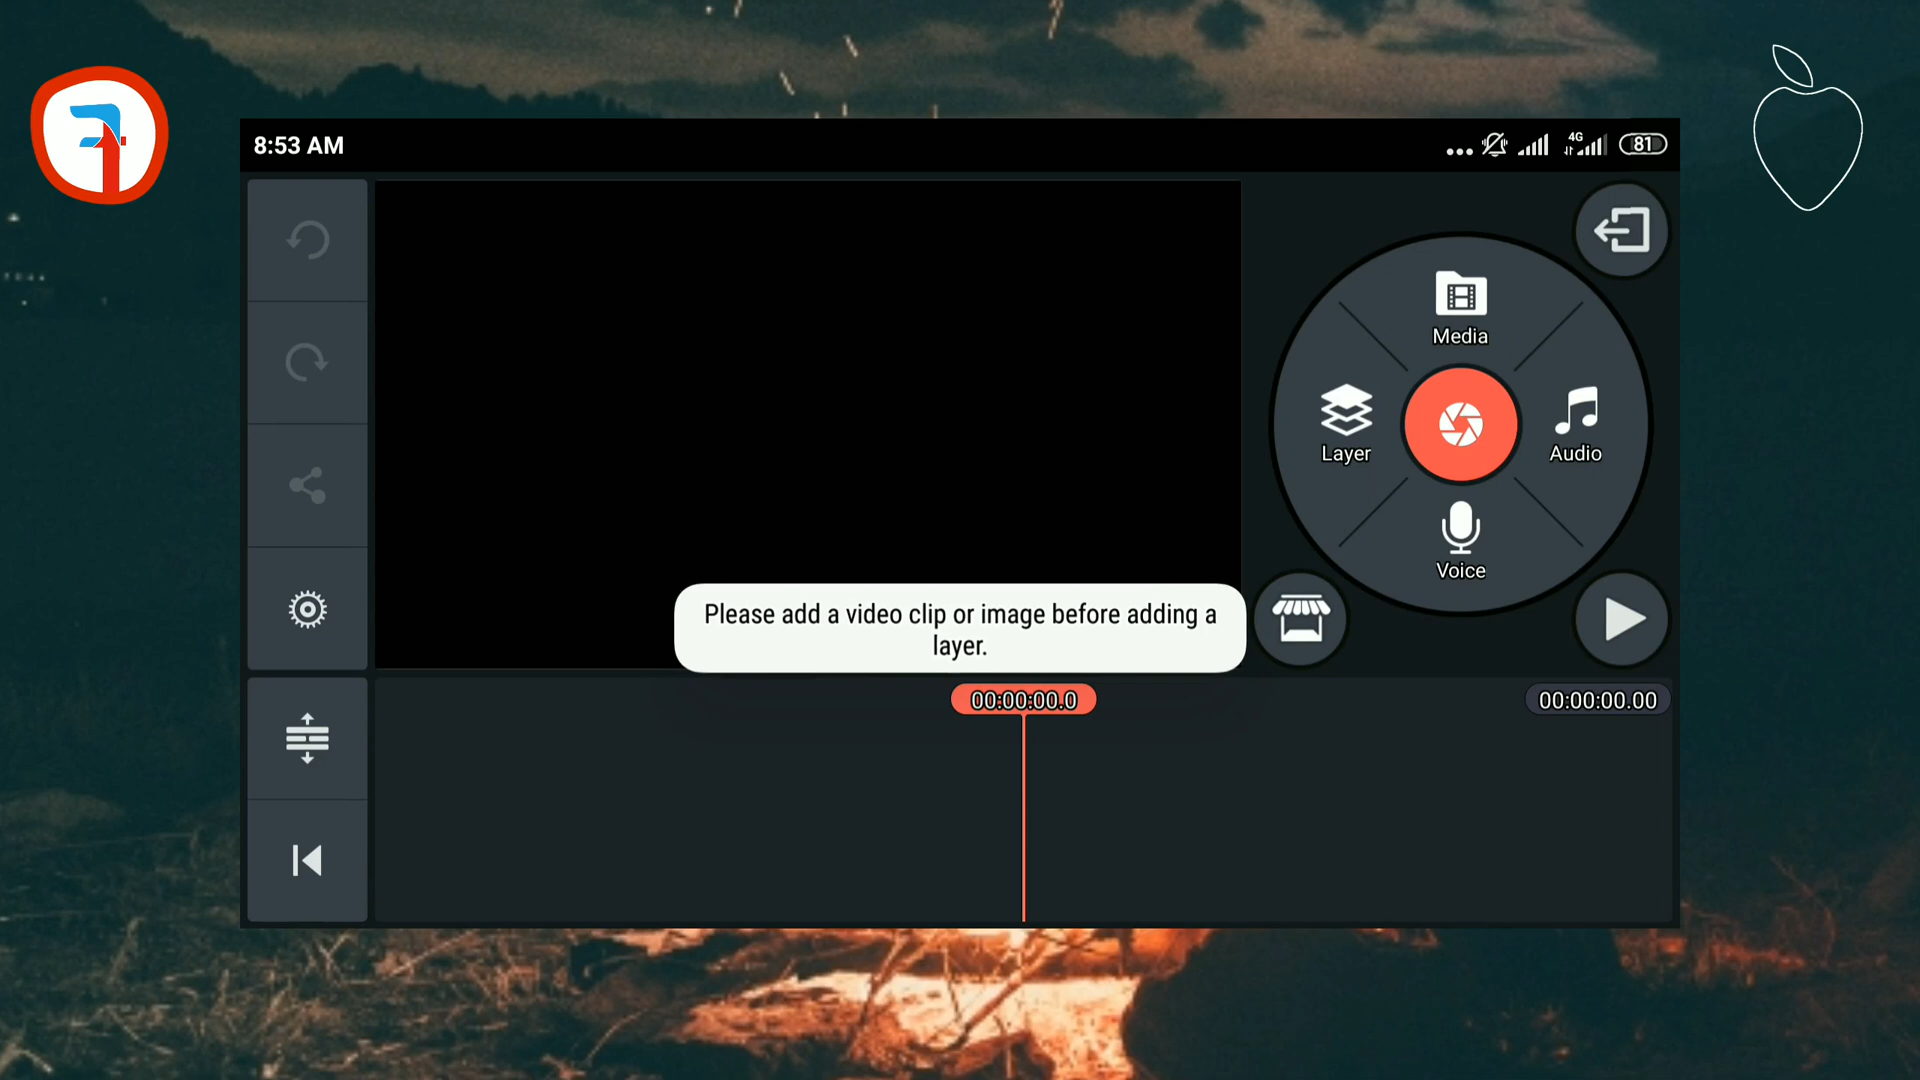 8:53 AM
4G
81
Media
Layer
Audio
Voice
Please add a video clip or image before adding a
layer.
00:00:00.0
00:00:00.00